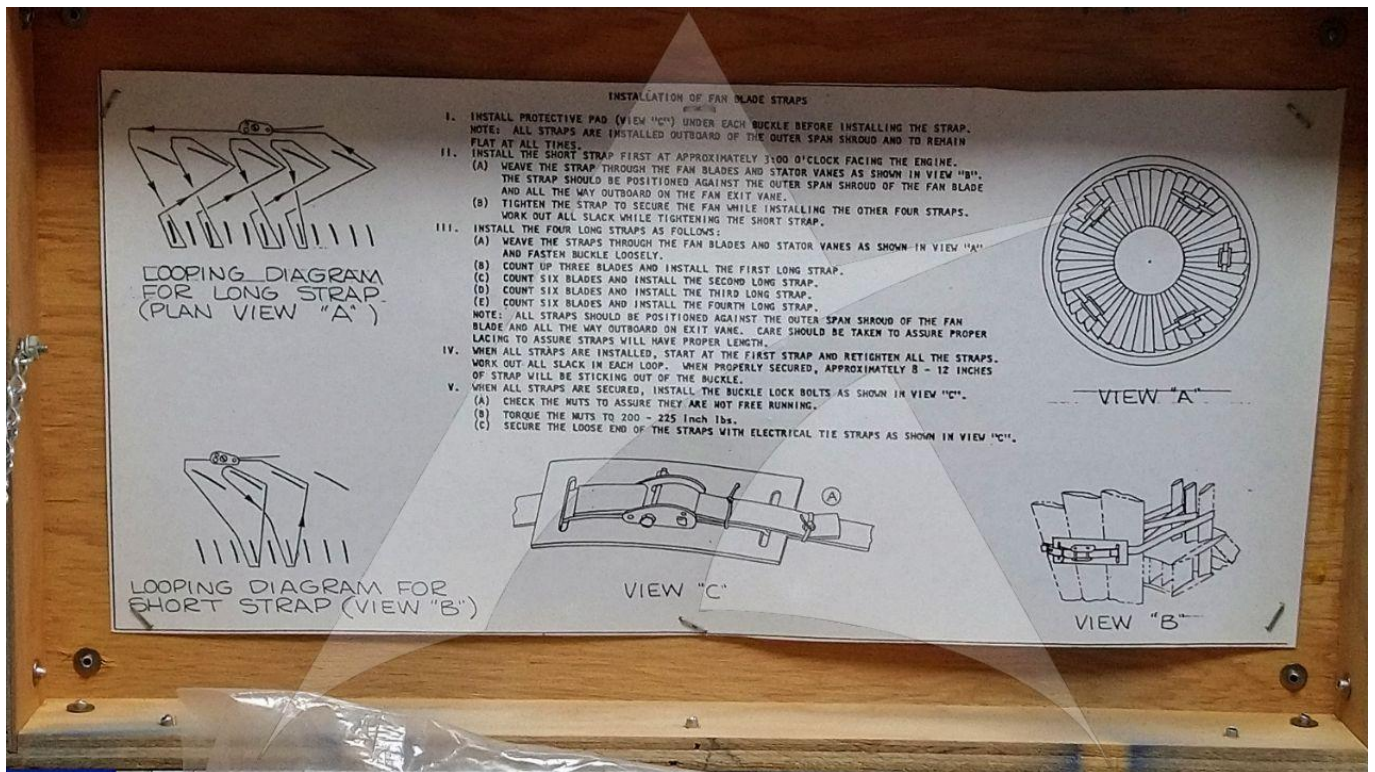 INSTALLATION OF FAN BLADE STRAPS
I. INSTALL PROTECTIVE PAD (VIEW "C") UNDER EACH BUCKLE BEFORE INSTALLING THE STRAP.
NOTE: ALL STRAPS ARE INSTALLED OUTBOARD OF THE OUTER SPAN SHROUD AND TO REMAIN
FLAT AT ALL TIMES.
II. INSTALL THE SHORT STRAP FIRST AT APPROXIMATELY 3:00 O'CLOCK FACING THE ENGINE.
(A) WEAVE THE STRAP THROUGH THE FAN BLADES AND STATOR VANES AS SHOWN IN VIEW "B".
THE STRAP SHOULD BE POSITIONED AGAINST THE OUTER SPAN SHROUD OF THE FAN BLADE
AND ALL THE WAY OUTBOARD ON THE FAN EXIT VANE.
(B) TIGHTEN THE STRAP TO SECURE THE FAN WHILE INSTALLING THE OTHER FOUR STRAPS.
WORK OUT ALL SLACK WHILE TIGHTENING THE SHORT STRAP.
III. INSTALL THE FOUR LONG STRAPS AS FOLLOWS:
(A) WEAVE THE STRAPS THROUGH THE FAN BLADES AND STATOR VANES AS SHOWN IN VIEW "A"
AND FASTEN BUCKLE LOOSELY.
(B) COUNT UP THREE BLADES AND INSTALL THE FIRST LONG STRAP.
(C) COUNT SIX BLADES AND INSTALL THE SECOND LONG STRAP.
(D) COUNT SIX BLADES AND INSTALL THE THIRD LONG STRAP.
(E) COUNT SIX BLADES AND INSTALL THE FOURTH LONG STRAP.
NOTE: ALL STRAPS SHOULD BE POSITIONED AGAINST THE OUTER SPAN SHROUD OF THE FAN
BLADE AND ALL THE WAY OUTBOARD ON EXIT VANE. CARE SHOULD BE TAKEN TO ASSURE PROPER
LACING TO ASSURE STRAPS WILL HAVE PROPER LENGTH.
IV. WHEN ALL STRAPS ARE INSTALLED, START AT THE FIRST STRAP AND RETIGHTEN ALL THE STRAPS.
WORK OUT ALL SLACK IN EACH LOOP. WHEN PROPERLY SECURED, APPROXIMATELY 8 - 12 INCHES
OF STRAP WILL BE STICKING OUT OF THE BUCKLE.
V. WHEN ALL STRAPS ARE SECURED, INSTALL THE BUCKLE LOCK BOLTS AS SHOWN IN VIEW "C".
(A) CHECK THE NUTS TO ASSURE THEY ARE NOT FREE RUNNING.
(B) TORQUE THE NUTS TO 200 - 225 Inch lbs.
(C) SECURE THE LOOSE END OF THE STRAPS WITH ELECTRICAL TIE STRAPS AS SHOWN IN VIEW "C".
LOOPING DIAGRAM
FOR LONG STRAP
(PLAN VIEW "A")
VIEW "A"
LOOPING DIAGRAM FOR
SHORT STRAP (VIEW "B")
A
VIEW "C"
VIEW "B"